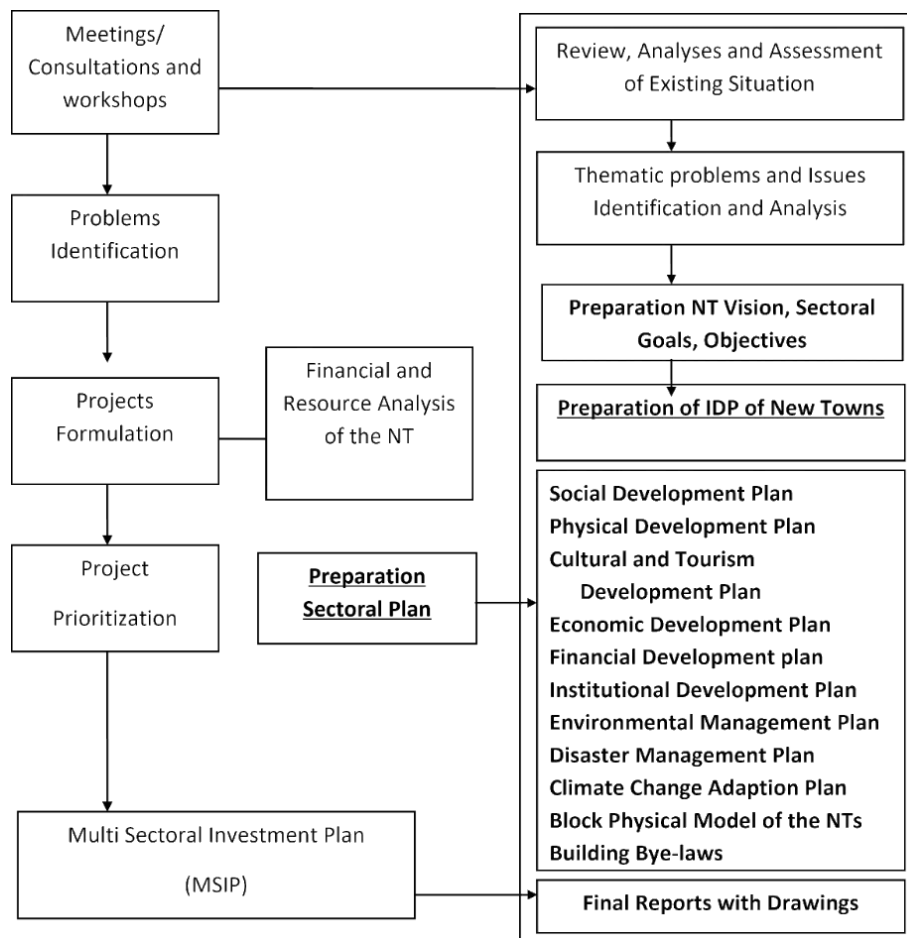 Meetings/
Consultations and
workshops
Problems
Identification
Projects
Formulation
Financial and
Resource Analysis
of the NT
Project
Prioritization
Preparation
Sectoral Plan
Multi Sectoral Investment Plan
(MSIP)
Review, Analyses and Assessment
of Existing Situation
Thematic problems and Issues
Identification and Analysis
Preparation NT Vision, Sectoral
Goals, Objectives
Preparation of IDP of New Towns
Social Development Plan
Physical Development Plan
Cultural and Tourism
Development Plan
Economic Development Plan
Financial Development plan
Institutional Development Plan
Environmental Management Plan
Disaster Management Plan
Climate Change Adaption Plan
Block Physical Model of the NTs
Building Bye-laws
Final Reports with Drawings